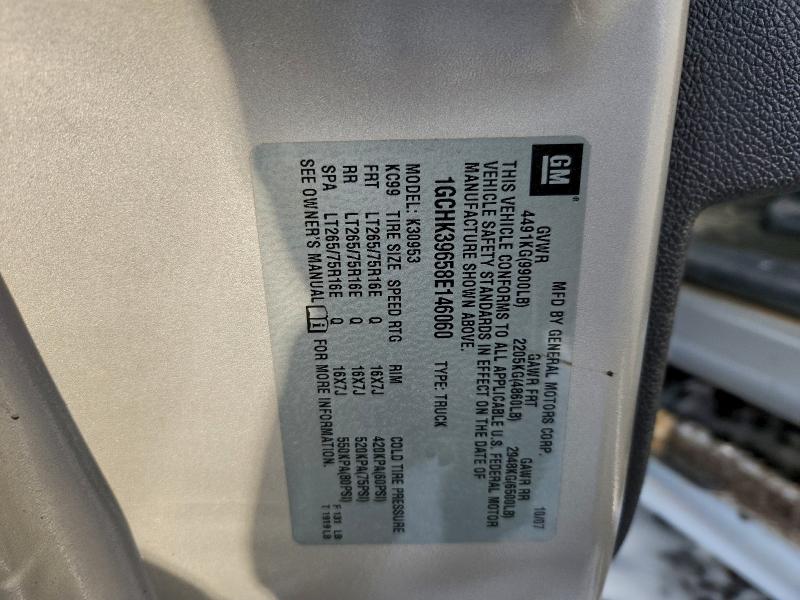 GM®
MFD BY GENERAL MOTORS CORP. 10/07
GVWR GAWR FRT GAWR RR
4491KG(9900LB) 2205KG(4860LB) 2948KG(6500LB)
THIS VEHICLE CONFORMS TO ALL APPLICABLE U.S. FEDERAL MOTOR
VEHICLE SAFETY STANDARDS IN EFFECT ON THE DATE OF
MANUFACTURE SHOWN ABOVE.
1GCHK39658E146060 TYPE: TRUCK
MODEL: K30953
KC99 TIRE SIZE SPEED RTG RIM COLD TIRE PRESSURE
FRT LT265/75R16E Q 16X7J 420KPA(60PSI)
RR LT265/75R16E Q 16X7J 520KPA(75PSI)
SPA LT265/75R16E Q 16X7J 550KPA(80PSI)
SEE OWNER'S MANUAL FOR MORE INFORMATION.
F 131 LB
T 1919 LB